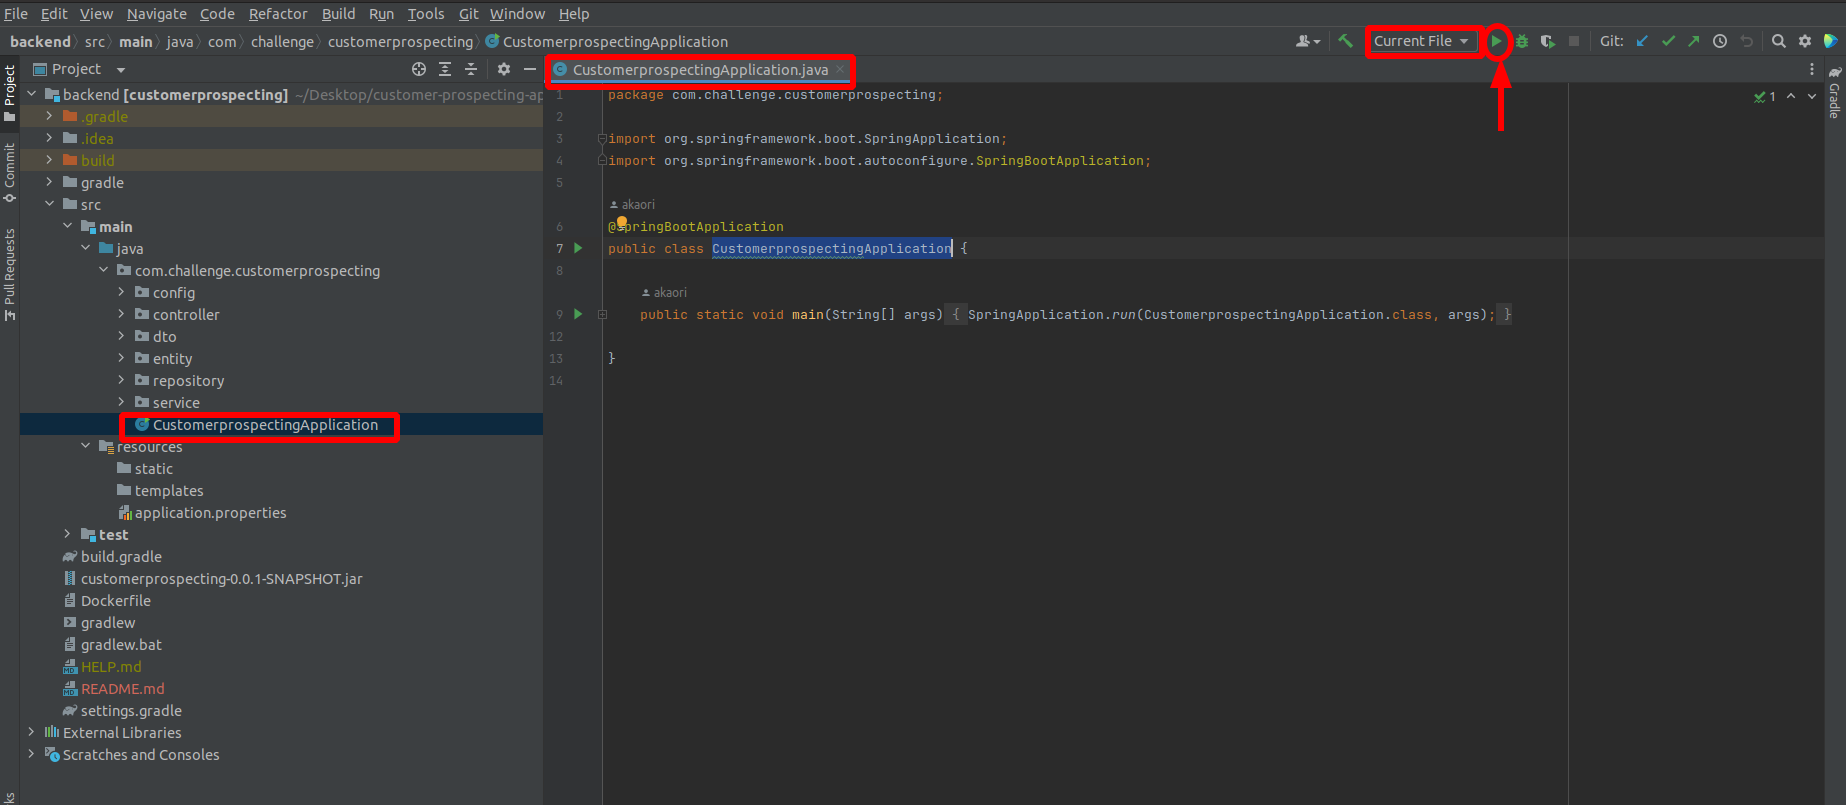 File Edit View Navigate Code Refactor Build Run Tools Git Window Help
backend src main java com challenge customerprospecting CustomerprospectingApplication
Current File
Git:
Project
CustomerprospectingApplication.java
Project
Commit
Pull Requests
Gradle
backend [customerprospecting] ~/Desktop/customer-prospecting-ap
.gradle
.idea
build
gradle
src
main
java
com.challenge.customerprospecting
config
controller
dto
entity
repository
service
CustomerprospectingApplication
resources
static
templates
application.properties
test
build.gradle
customerprospecting-0.0.1-SNAPSHOT.jar
Dockerfile
gradlew
gradlew.bat
HELP.md
README.md
settings.gradle
External Libraries
Scratches and Consoles
1 package com.challenge.customerprospecting;
2
3 import org.springframework.boot.SpringApplication;
4 import org.springframework.boot.autoconfigure.SpringBootApplication;
5
akaori
6 @SpringBootApplication
7 public class CustomerprospectingApplication {
8
akaori
9 public static void main(String[] args) { SpringApplication.run(CustomerprospectingApplication.class, args); }
12
13 }
14
1